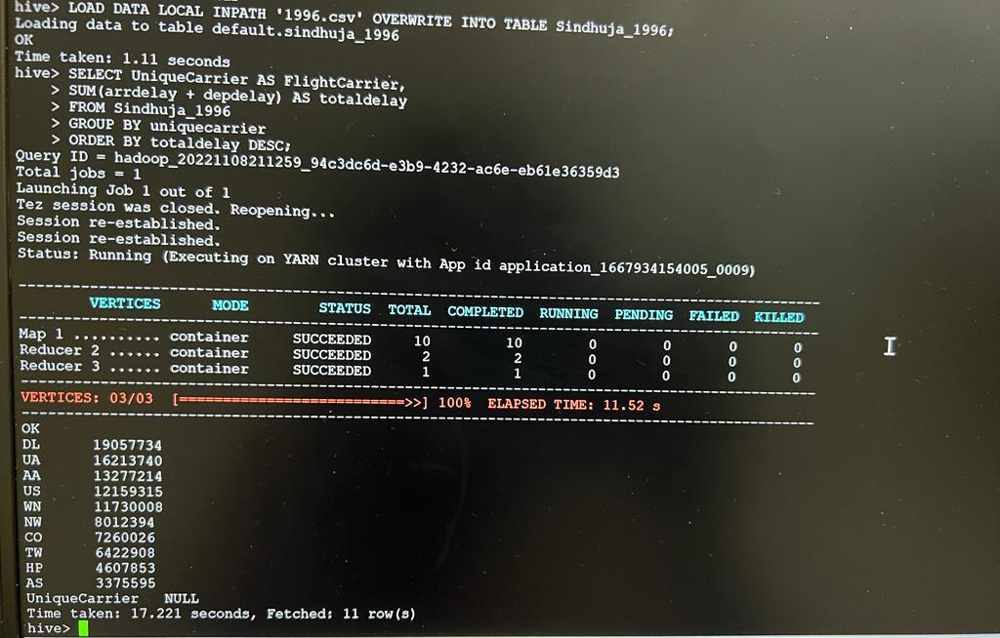 hive> LOAD DATA LOCAL INPATH '1996.csv' OVERWRITE INTO TABLE Sindhuja_1996;
Loading data to table default.sindhuja_1996
OK
Time taken: 1.11 seconds
hive> SELECT UniqueCarrier AS FlightCarrier,
    > SUM(arrdelay + depdelay) AS totaldelay
    > FROM Sindhuja_1996
    > GROUP BY uniquecarrier
    > ORDER BY totaldelay DESC;
Query ID = hadoop_20221108211259_94c3dc6d-e3b9-4232-ac6e-eb61e36359d3
Total jobs = 1
Launching Job 1 out of 1
Tez session was closed. Reopening...
Session re-established.
Session re-established.
Status: Running (Executing on YARN cluster with App id application_1667934154005_0009)
----------------------------------------------------------------------------------------------
VERTICES MODE STATUS TOTAL COMPLETED RUNNING PENDING FAILED KILLED
----------------------------------------------------------------------------------------------
Map 1 .......... container SUCCEEDED 10 10 0 0 0 0
Reducer 2 ...... container SUCCEEDED 2 2 0 0 0 0
Reducer 3 ...... container SUCCEEDED 1 1 0 0 0 0
----------------------------------------------------------------------------------------------
VERTICES: 03/03 [==========================>>] 100% ELAPSED TIME: 11.52 s
----------------------------------------------------------------------------------------------
OK
DL 19057734
UA 16213740
AA 13277214
US 12159315
WN 11730008
NW 8012394
CO 7260026
TW 6422908
HP 4607853
AS 3375595
UniqueCarrier NULL
Time taken: 17.221 seconds, Fetched: 11 row(s)
hive>